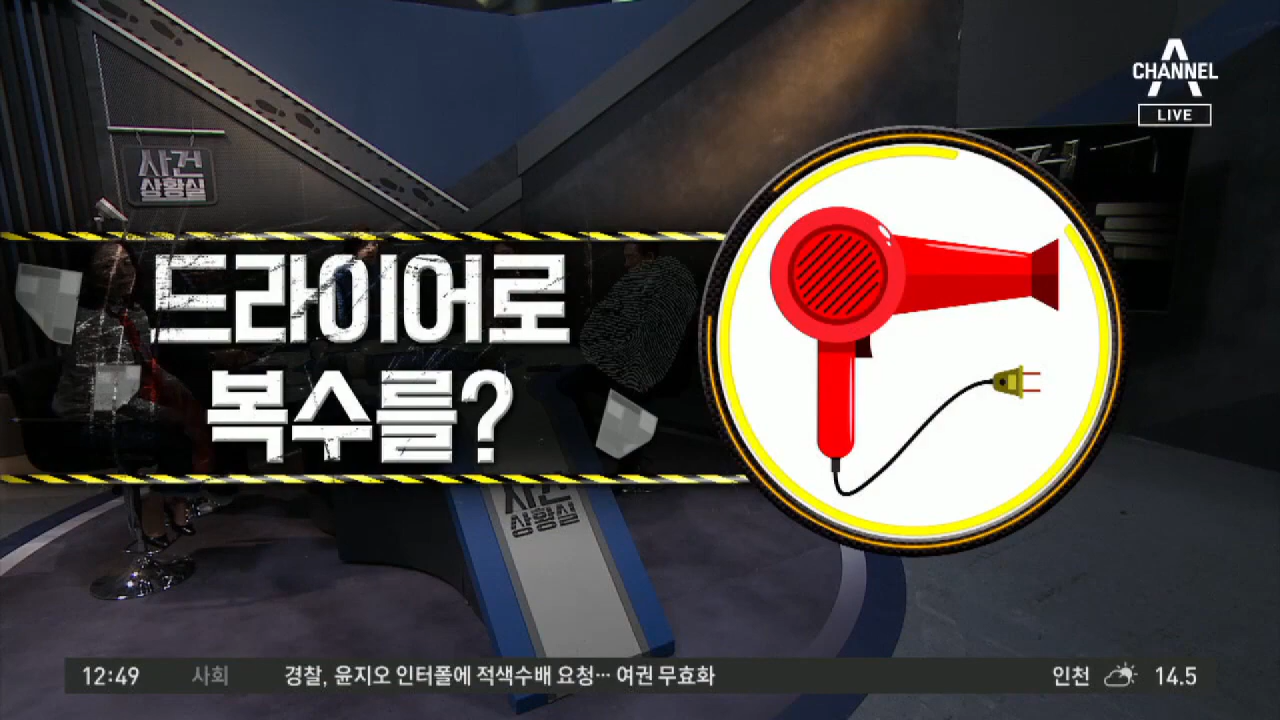 CHANNEL A
LIVE
사건
상황실
드라이어로
복수를?
사건
상황실
12:49 사회 경찰, 윤지오 인터폴에 적색수배 요청… 여권 무효화 인천 14.5